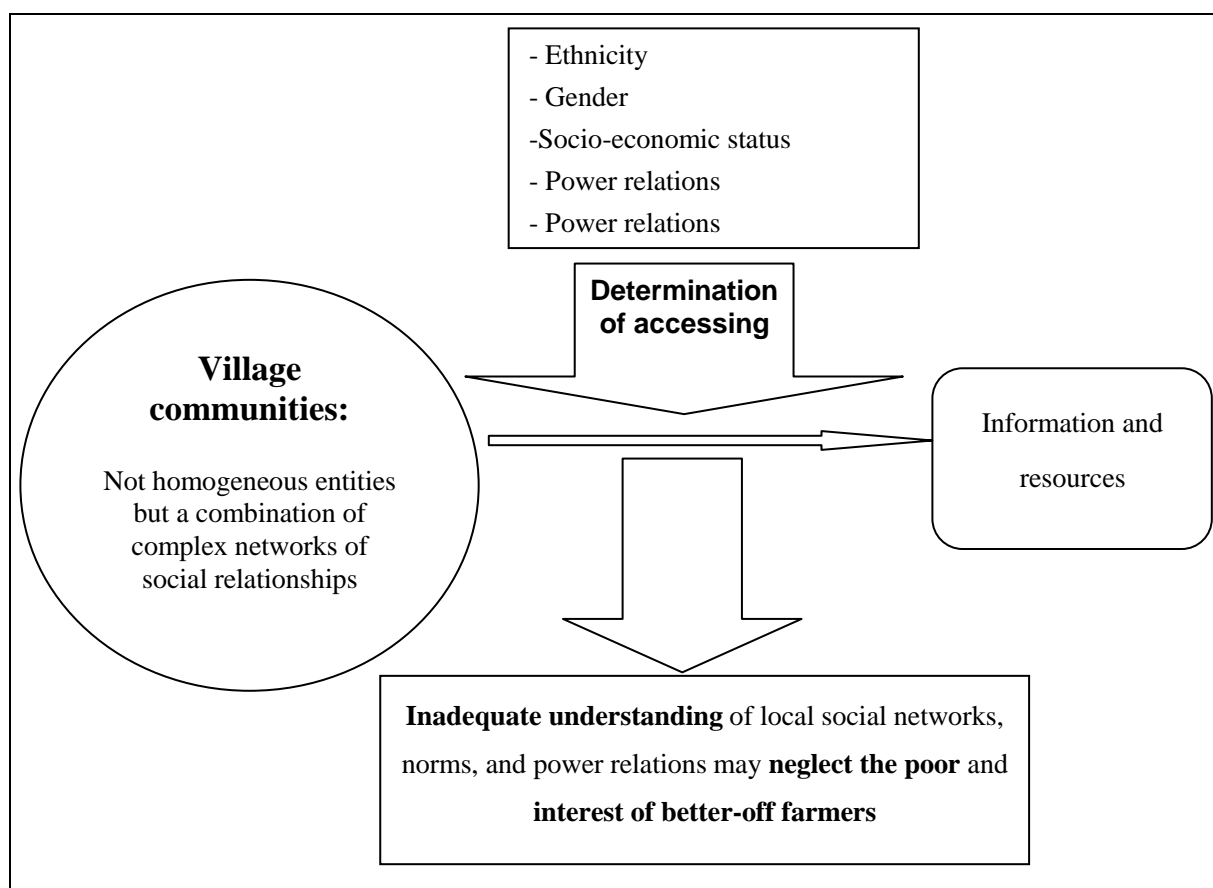 - Ethnicity
- Gender
-Socio-economic status
- Power relations
- Power relations
Determination
of accessing
Village
communities:
Not homogeneous entities
but a combination of
complex networks of
social relationships
Information and
resources
Inadequate understanding of local social networks,
norms, and power relations may neglect the poor and
interest of better-off farmers